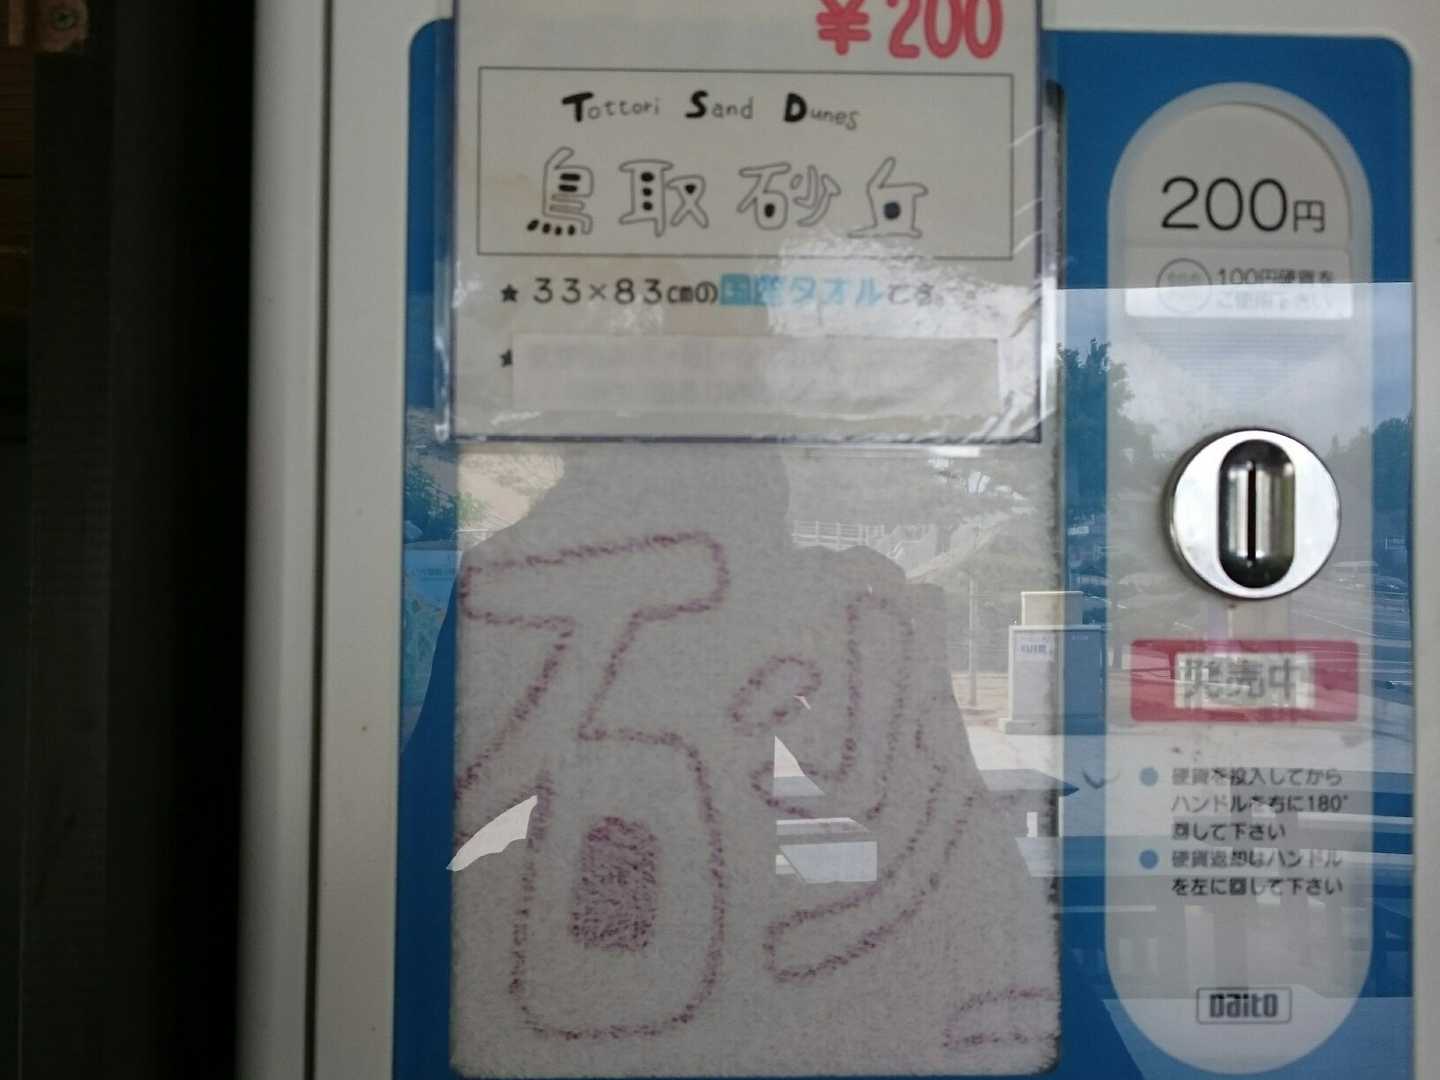 ¥200
Tottori Sand Dunes
鳥取砂丘
★33×83cmの国産タオルです。
★
200円
100円硬貨を
ご使用下さい
発売中
● 硬貨を投入してから
ハンドルを右に180°
回して下さい
● 硬貨返却はハンドル
を左に回して下さい
Daito
砂